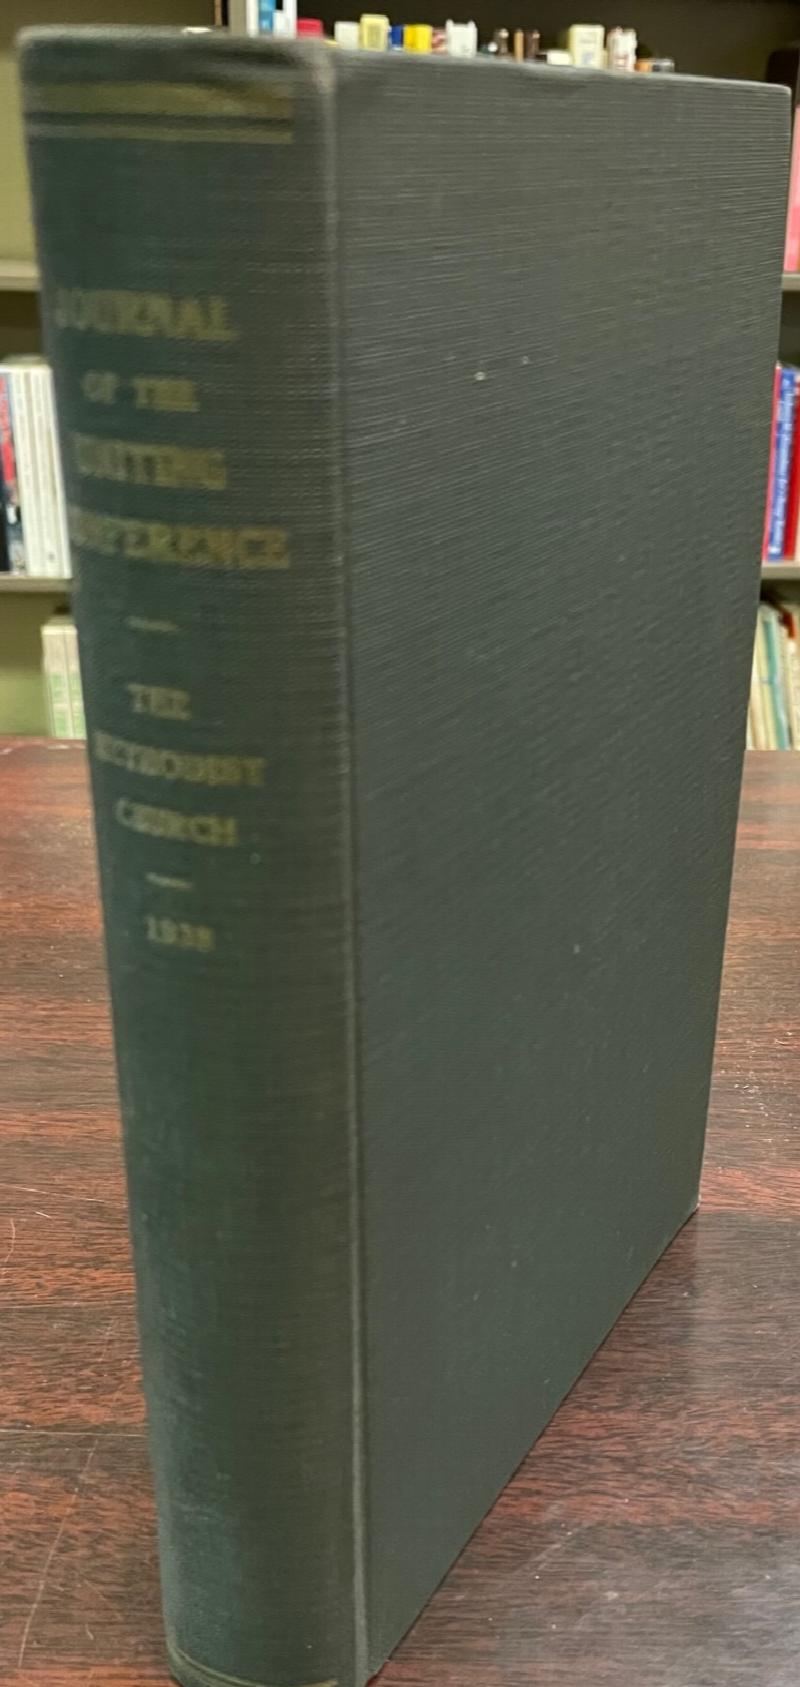 JOURNAL
OF THE
UNITING
CONFERENCE
THE
METHODIST
CHURCH